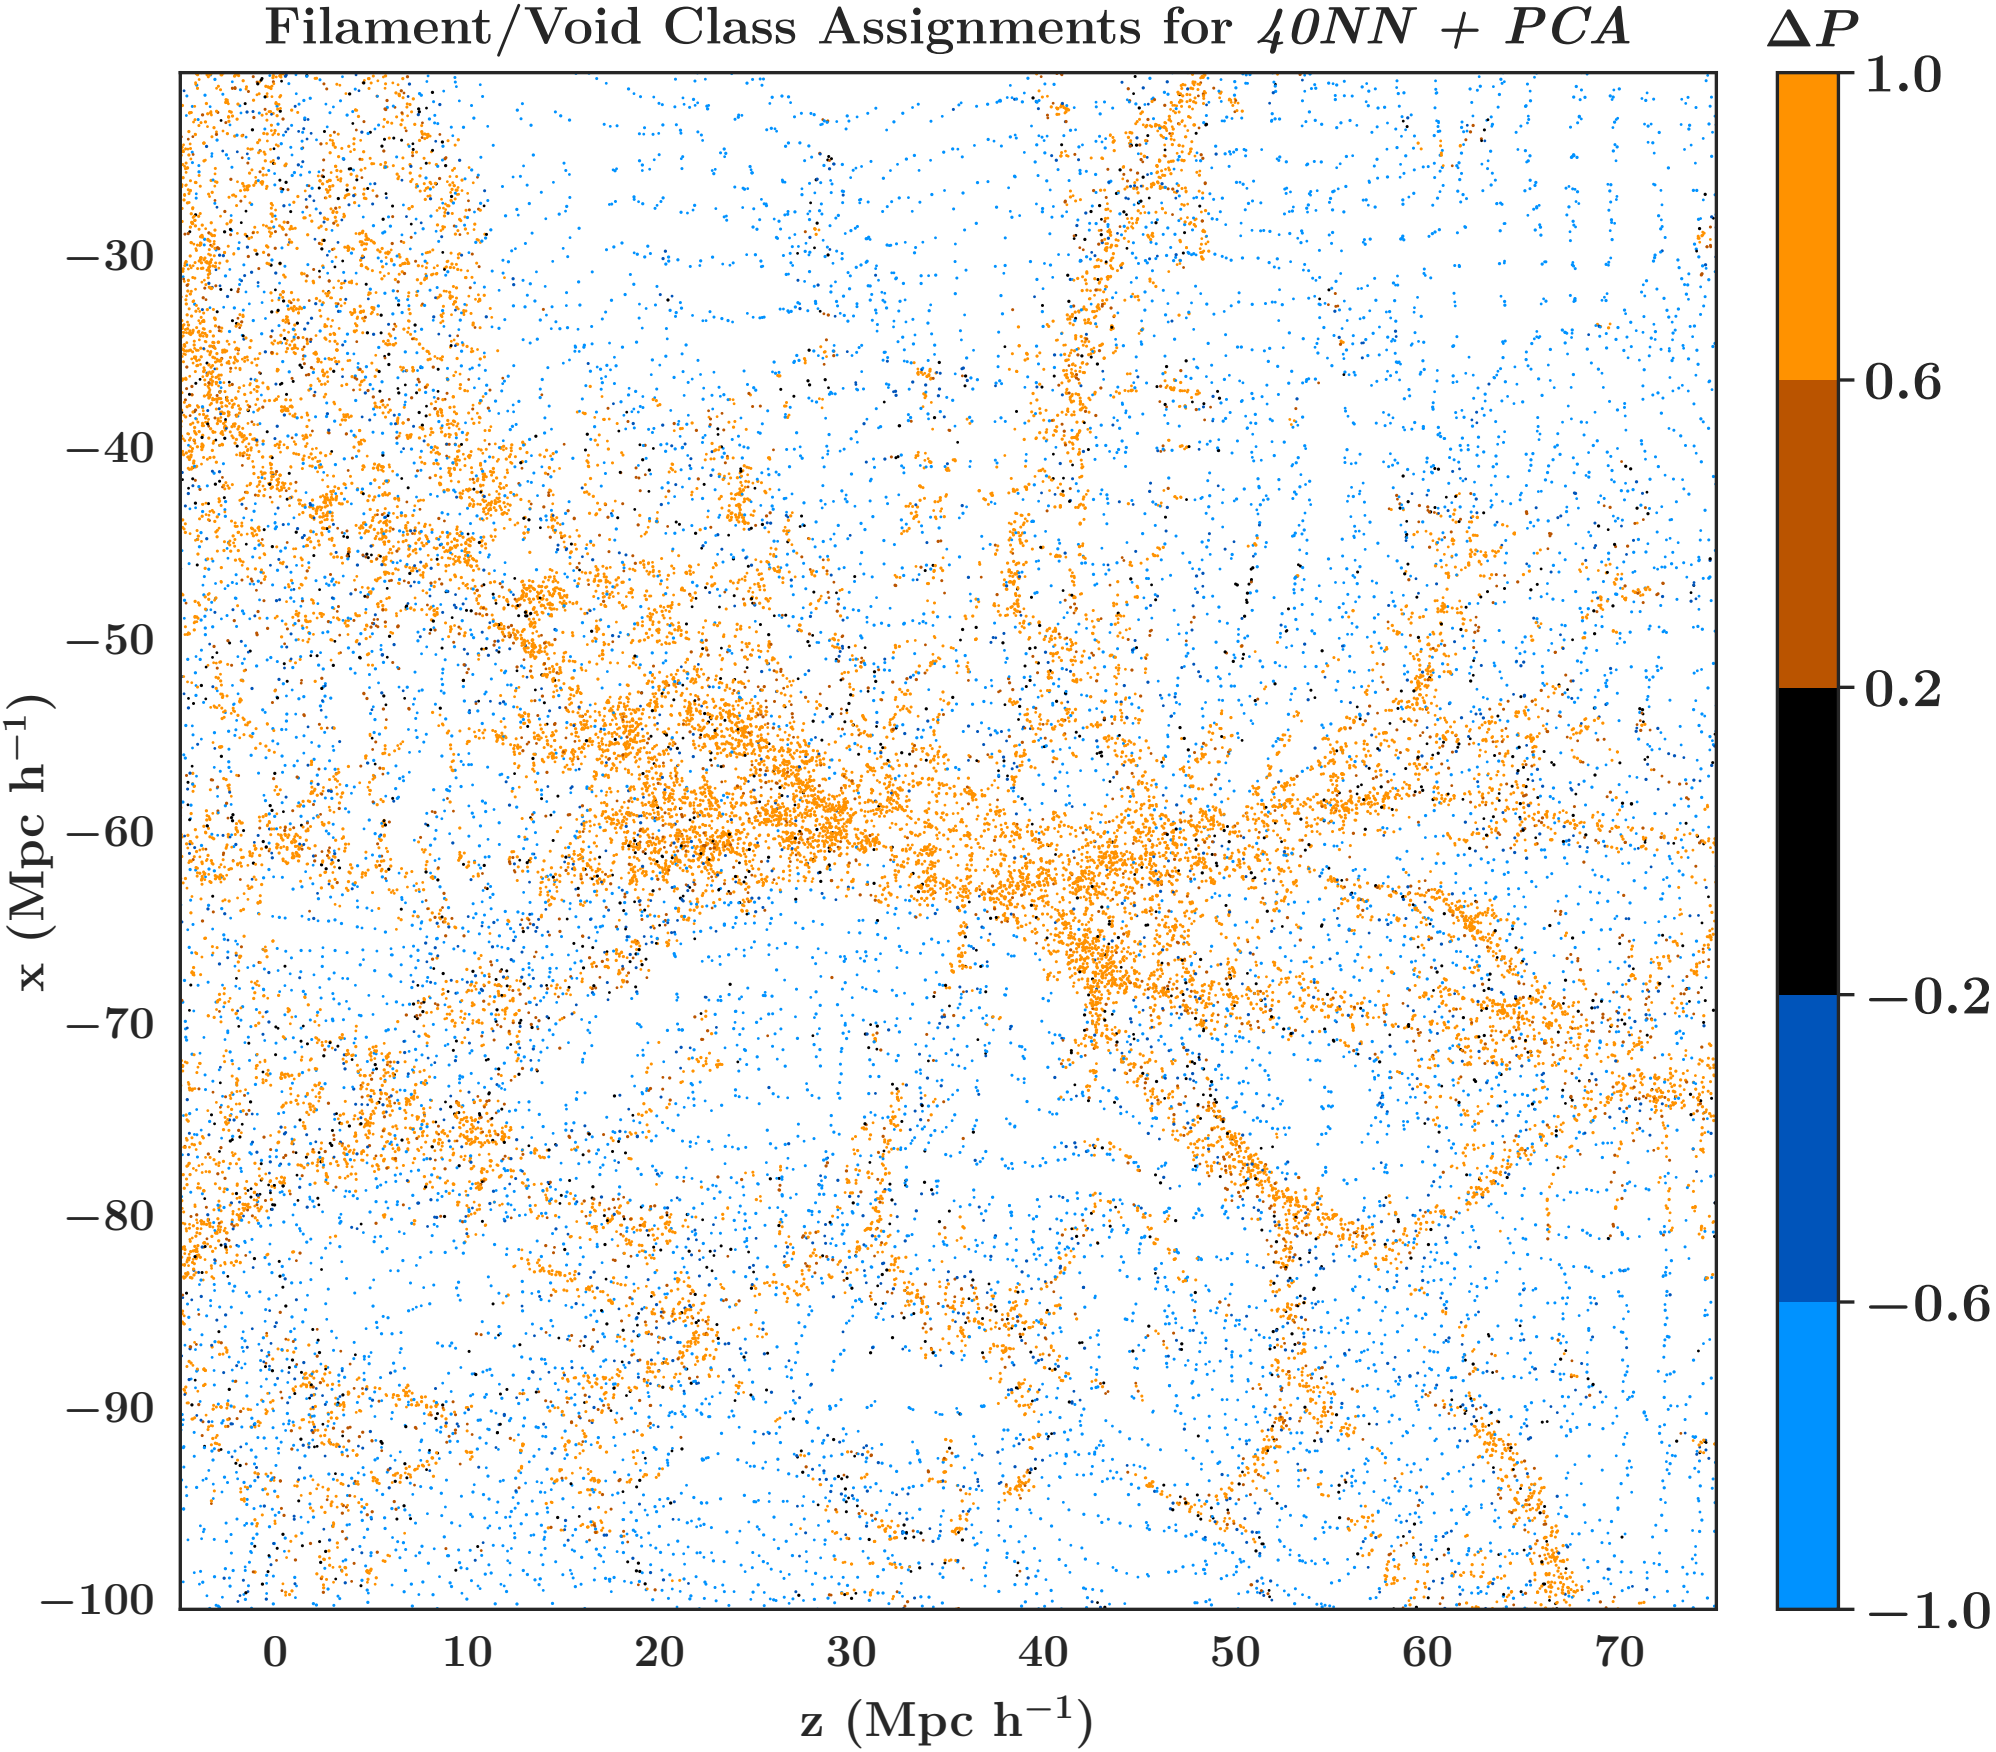 Filament/Void Class Assignments for 40NN + PCA
ΔP
1.0
0.6
0.2
−0.2
−0.6
−1.0
x (Mpc h⁻¹)
−30
−40
−50
−60
−70
−80
−90
−100
0 10 20 30 40 50 60 70
z (Mpc h⁻¹)